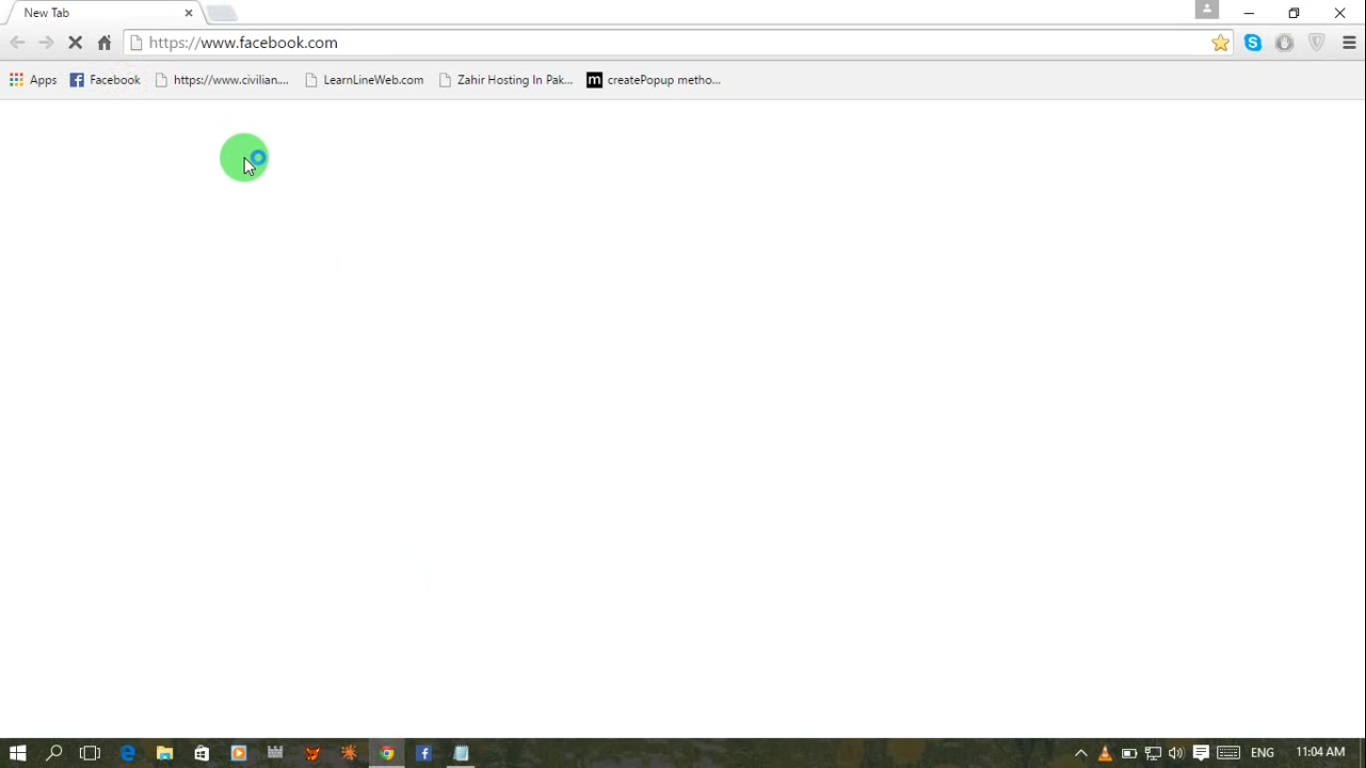 New Tab
https://www.facebook.com
Apps
Facebook
https://www.civilian....
LearnLineWeb.com
Zahir Hosting In Pak...
m
createPopup metho...
ENG
11:04 AM